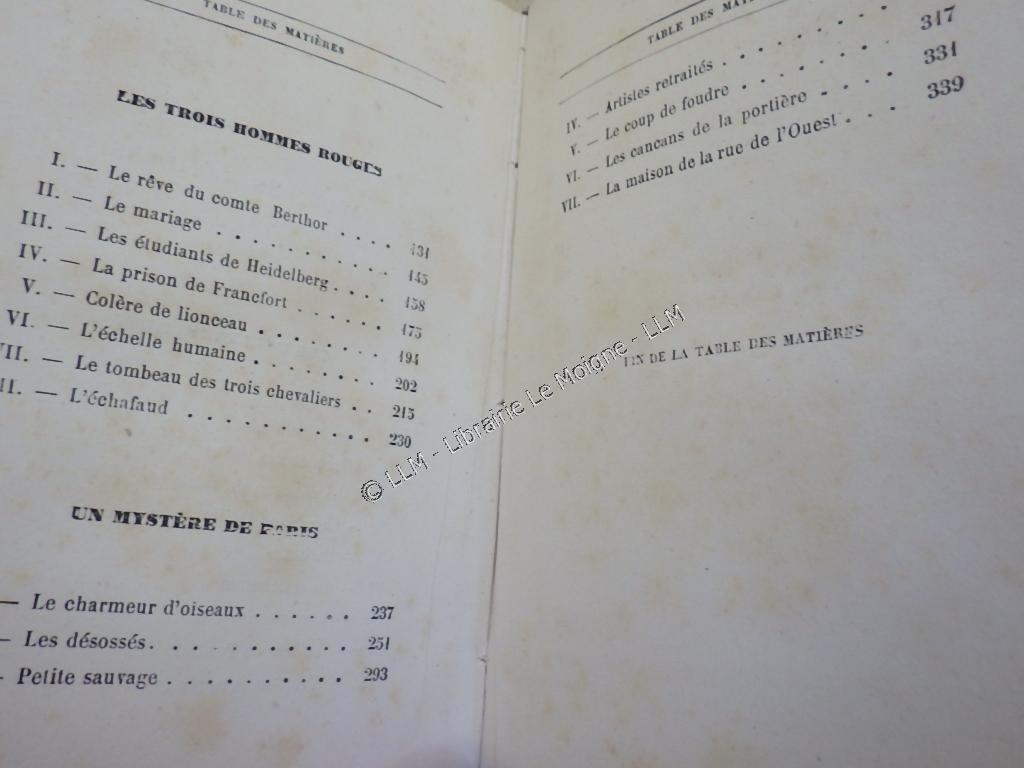 TABLE DES MATIÈRES
LES TROIS HOMMES ROUGES
I. — Le rêve du comte Berthor . . . . 131
II. — Le mariage . . . . . . . . . . 145
III. — Les étudiants de Heidelberg . . . . 158
IV. — La prison de Francfort . . . . . . 175
V. — Colère de lionceau . . . . . . . . 194
VI. — L'échelle humaine . . . . . . . . 202
VII. — Le tombeau des trois chevaliers . . 215
II. — L'échafaud . . . . . . . . . . . 230
UN MYSTÈRE DE PARIS
— Le charmeur d'oiseaux . . . . . . 237
— Les désossés. . . . . . . . . . 251
- Petite sauvage . . . . . . . . . . 293
TABLE DES
IV. — Artistes retraités . . . . . . . .
V. — Le coup de foudre . . . . . . . 317
VI. — Les cancans de la portière . . . . 331
VII. — La maison de la rue de l'Ouest . . . 339
FIN DE LA TABLE DES MATIÈRES
© LLM - Librairie Le Moigne - LLM